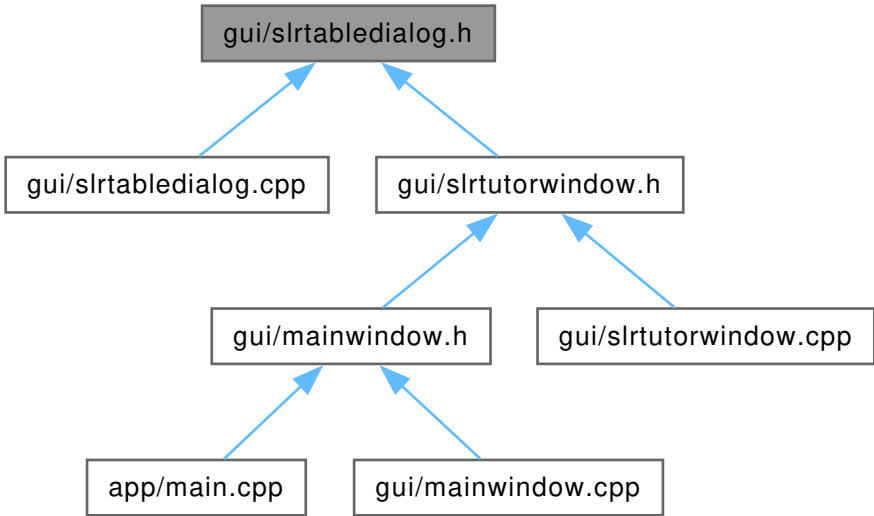 gui/slrtabledialog.h
gui/slrtabledialog.cpp
gui/slrtutorwindow.h
gui/mainwindow.h
gui/slrtutorwindow.cpp
app/main.cpp
gui/mainwindow.cpp